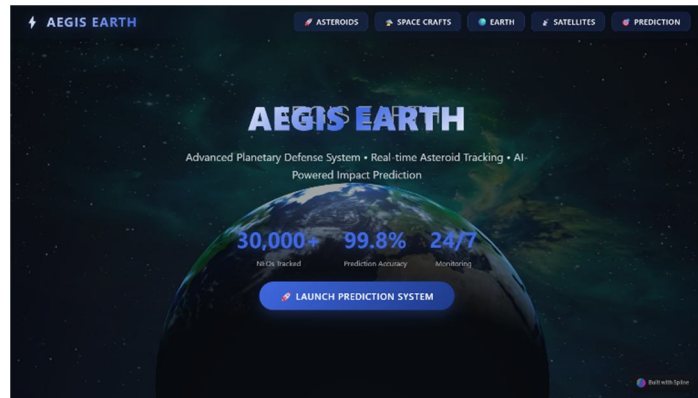 AEGIS EARTH
ASTEROIDS
SPACE CRAFTS
EARTH
SATELLITES
PREDICTION
AEGIS EARTH
Advanced Planetary Defense System • Real-time Asteroid Tracking • AI-
Powered Impact Prediction
30,000+ 99.8% 24/7
NEOs Tracked Prediction Accuracy Monitoring
LAUNCH PREDICTION SYSTEM
Built with Spline